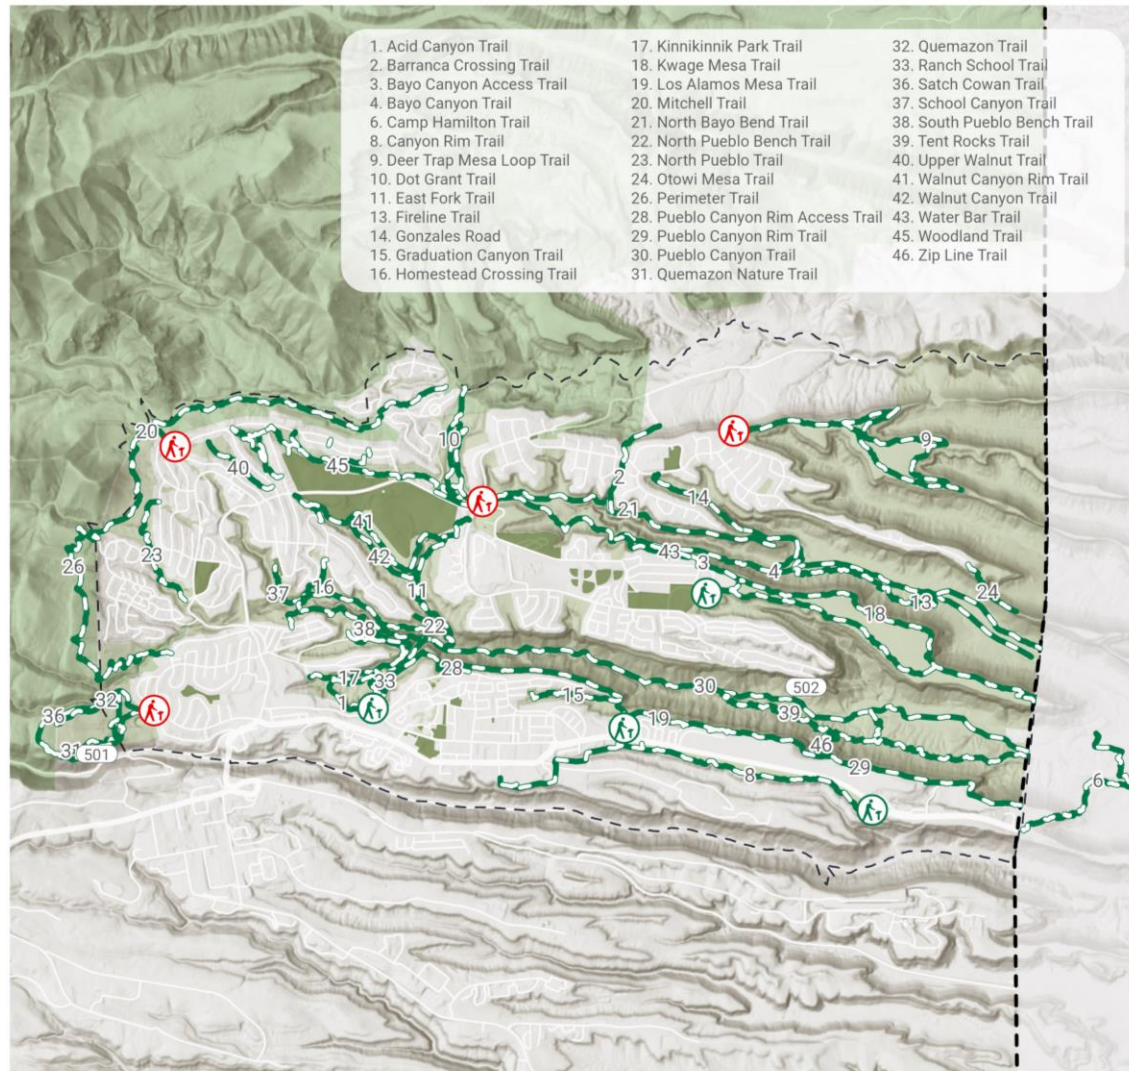 1. Acid Canyon Trail
2. Barranca Crossing Trail
3. Bayo Canyon Access Trail
4. Bayo Canyon Trail
6. Camp Hamilton Trail
8. Canyon Rim Trail
9. Deer Trap Mesa Loop Trail
10. Dot Grant Trail
11. East Fork Trail
13. Fireline Trail
14. Gonzales Road
15. Graduation Canyon Trail
16. Homestead Crossing Trail
17. Kinnikinnik Park Trail
18. Kwage Mesa Trail
19. Los Alamos Mesa Trail
20. Mitchell Trail
21. North Bayo Bend Trail
22. North Pueblo Bench Trail
23. North Pueblo Trail
24. Otowi Mesa Trail
26. Perimeter Trail
28. Pueblo Canyon Rim Access Trail
29. Pueblo Canyon Rim Trail
30. Pueblo Canyon Trail
31. Quemazon Nature Trail
32. Quemazon Trail
33. Ranch School Trail
36. Satch Cowan Trail
37. School Canyon Trail
38. South Pueblo Bench Trail
39. Tent Rocks Trail
40. Upper Walnut Trail
41. Walnut Canyon Rim Trail
42. Walnut Canyon Trail
43. Water Bar Trail
45. Woodland Trail
46. Zip Line Trail
20
10
9
40
45
2
14
21
41
43
23
26
42
3
4
11
37
16
24
13
18
38
22
28
17
33
1
30
502
15
39
32
36
19
46
31
501
29
8
6